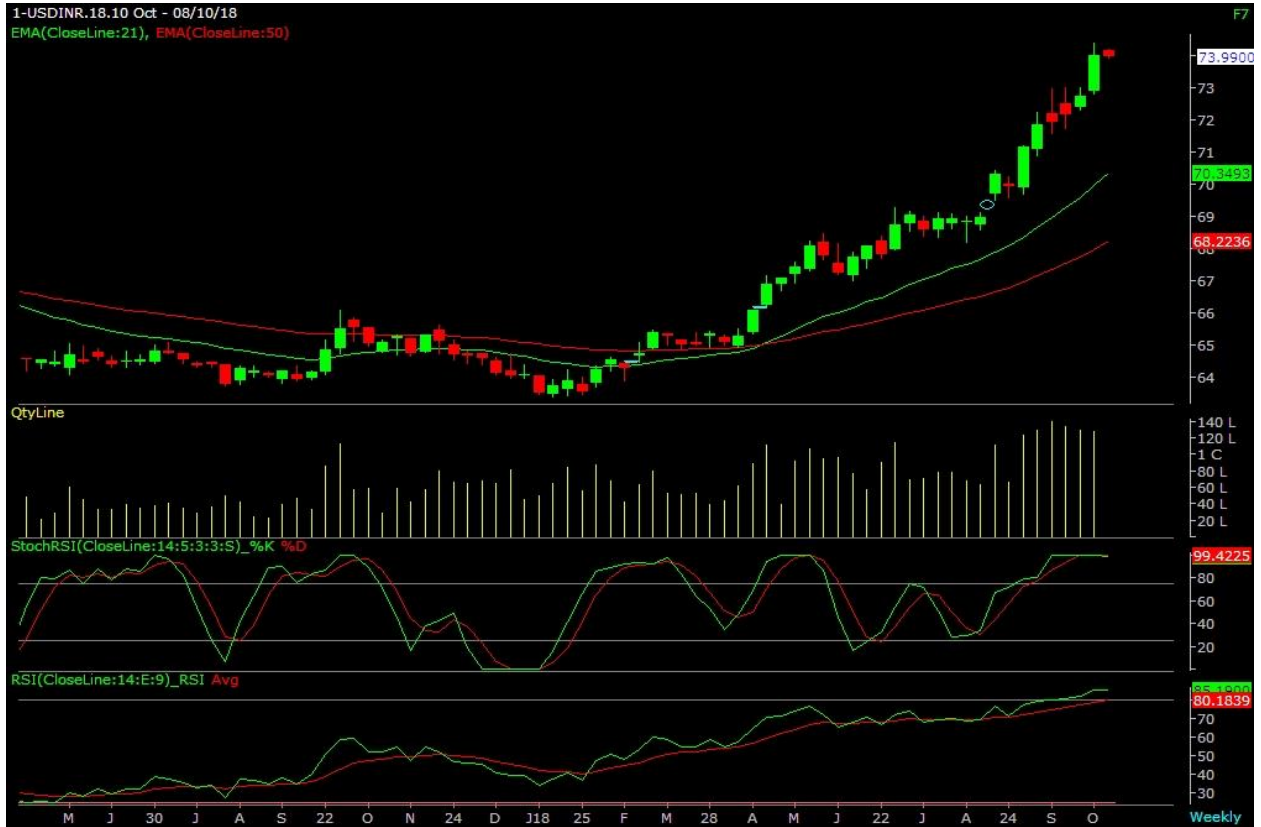 1-USDINR.18.10 Oct - 08/10/18
F7
EMA(CloseLine:21), EMA(CloseLine:50)
73.9900
73
72
71
70.3493
70
69
68.2236
67
66
65
64
QtyLine
140 L
120 L
1 C
80 L
60 L
40 L
20 L
StochRSI(CloseLine:14:5:3:3:S)_%K %D
99.4225
80
60
40
20
RSI(CloseLine:14:E:9)_RSI Avg
80.1839
70
60
50
40
30
M J 30 J A S 22 O N 24 D J18 25 F M 28 A M J 22 J A 24 S O Weekly